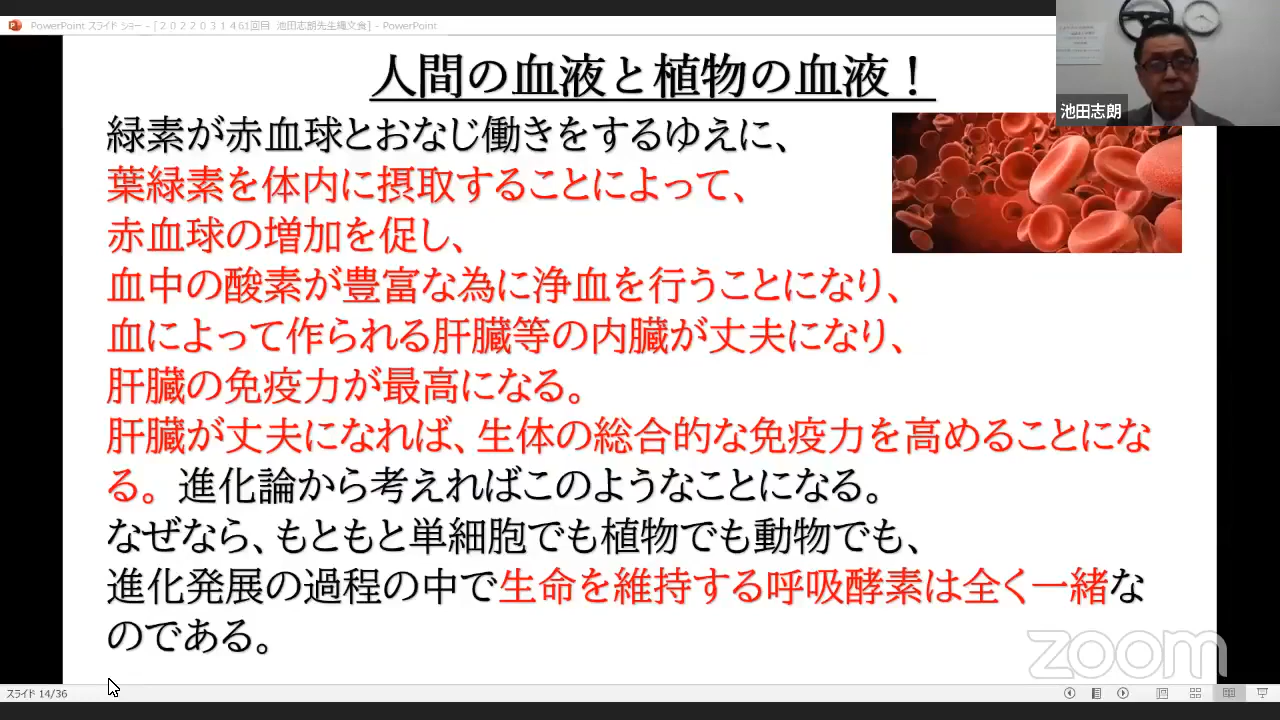 PowerPoint スライド ショー - [２０２２０３１４61回目 池田志朗先生縄文食] - PowerPoint
池田志朗
人間の血液と植物の血液！
緑素が赤血球とおなじ働きをするゆえに、
葉緑素を体内に摂取することによって、
赤血球の増加を促し、
血中の酸素が豊富な為に浄血を行うことになり、
血によって作られる肝臓等の内臓が丈夫になり、
肝臓の免疫力が最高になる。
肝臓が丈夫になれば、生体の総合的な免疫力を高めることにな
る。進化論から考えればこのようなことになる。
なぜなら、もともと単細胞でも植物でも動物でも、
進化発展の過程の中で生命を維持する呼吸酵素は全く一緒な
のである。
zoom
スライド 14/36